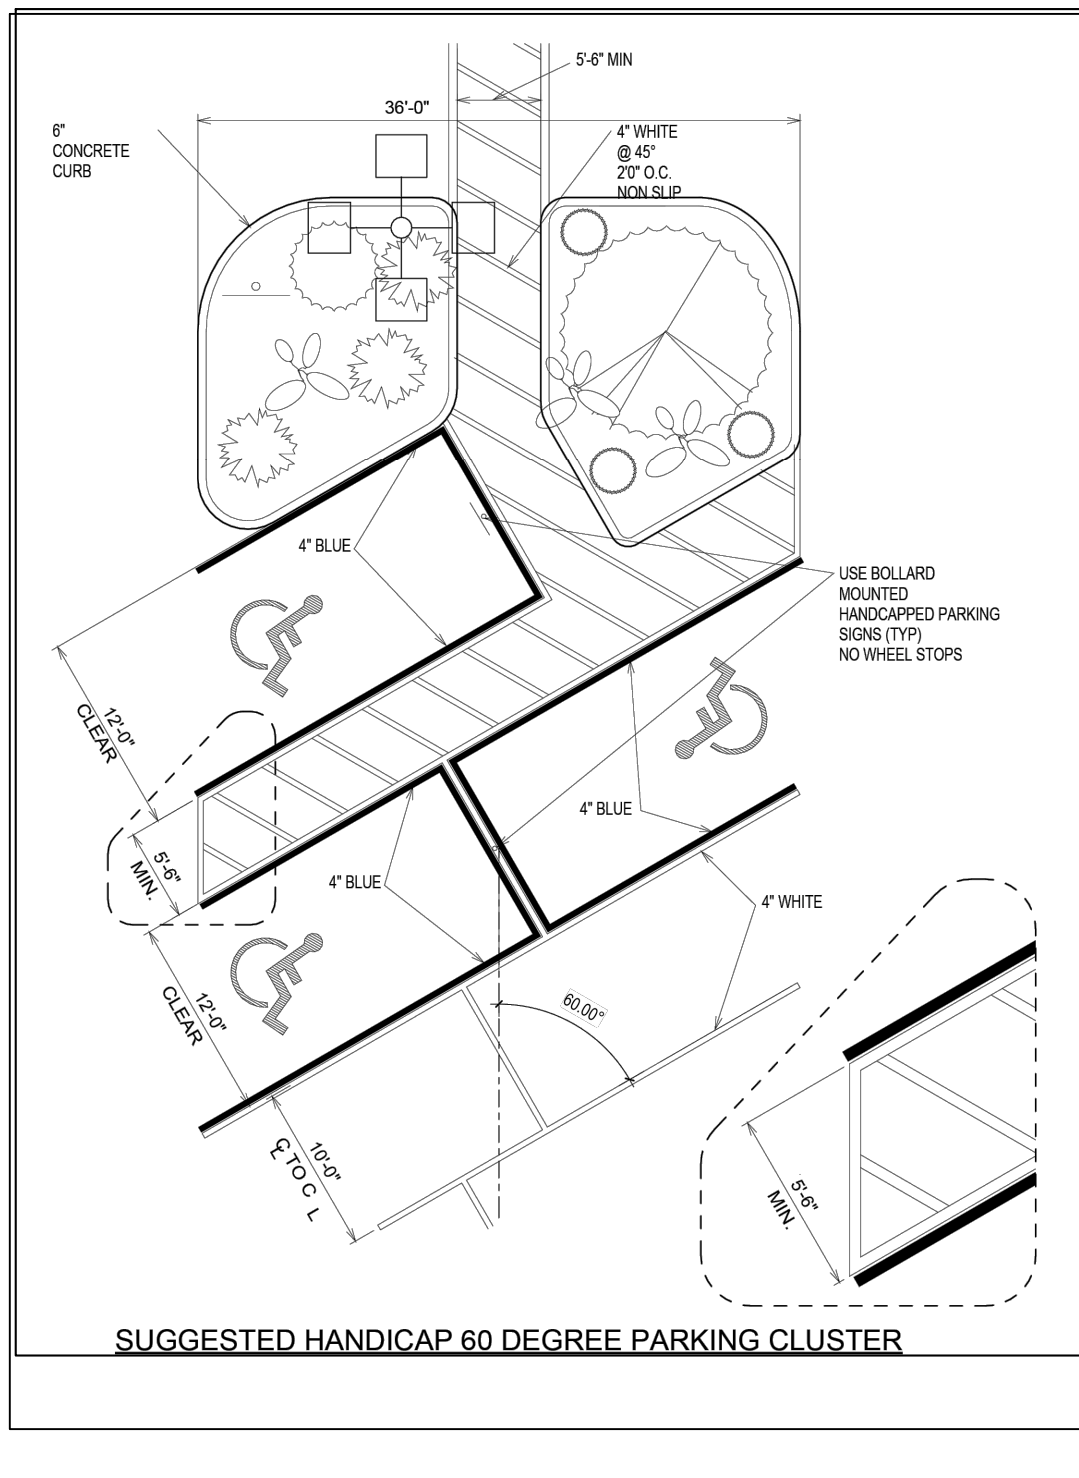 5'-6" MIN
36'-0"
6"
CONCRETE
CURB
4" WHITE
@ 45°
2'0" O.C.
NON SLIP
4" BLUE
USE BOLLARD
MOUNTED
HANDCAPPED PARKING
SIGNS (TYP)
NO WHEEL STOPS
12'-0"
CLEAR
4" BLUE
5'-6"
MIN.
4" BLUE
4" WHITE
12'-0"
CLEAR
60.00°
10'-0"
℄ TO C L
5'-6"
MIN.
SUGGESTED HANDICAP 60 DEGREE PARKING CLUSTER